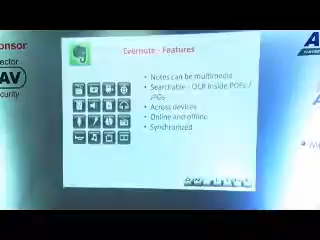 Evernote - Features
• Notes can be multimedia
• Searchable - OCR inside PDFs /
JPGs
• Across devices
• Online and offline
• Synchronized
onsor
ector
AV
ecurity
A